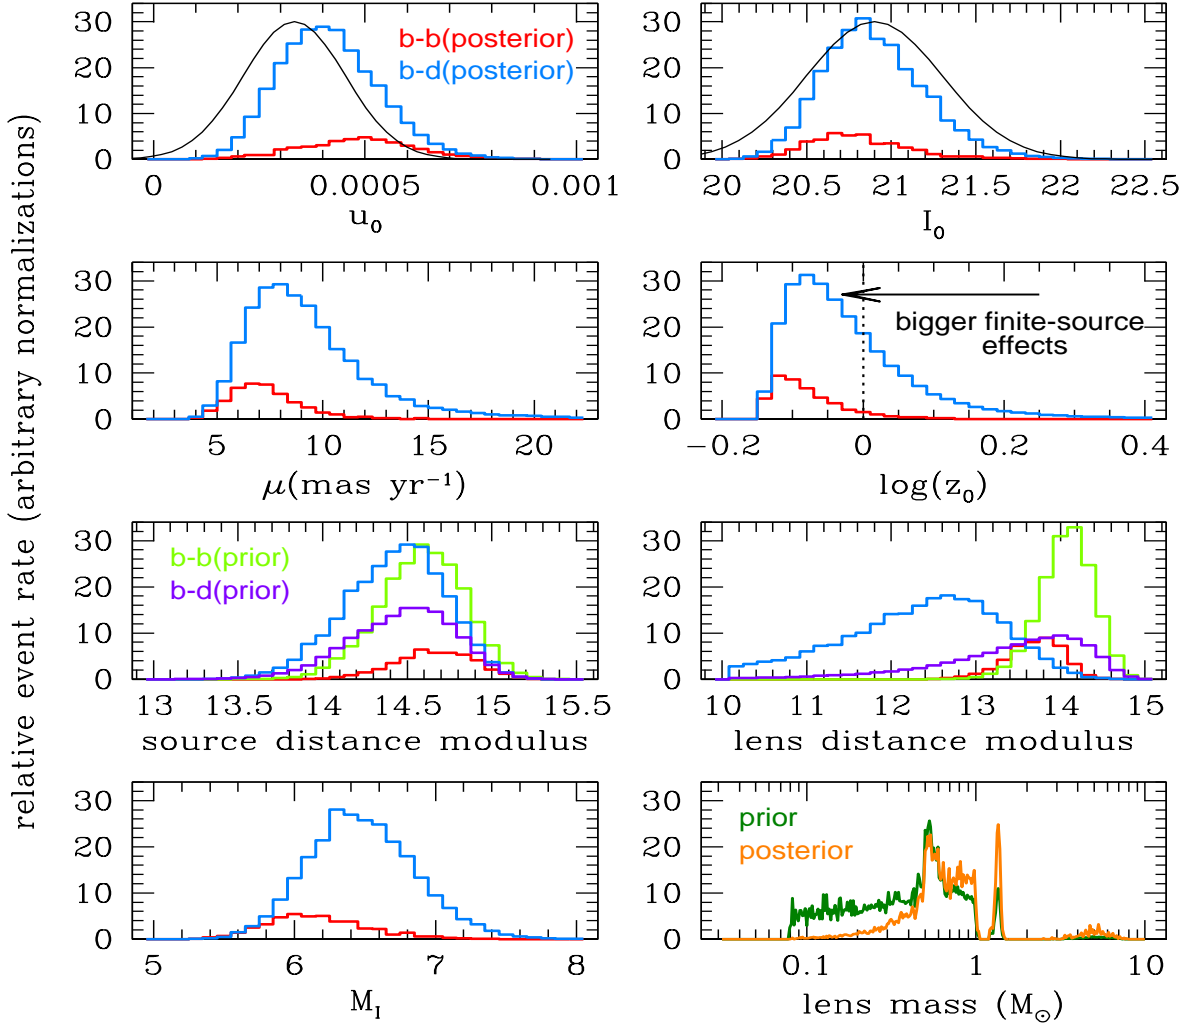 relative event rate (arbitrary normalizations)
30
20
10
0
b-b(posterior)
b-d(posterior)
0 0.0005 0.001
u₀
30
20
10
0
20 20.5 21 21.5 22 22.5
I₀
30
20
10
0
5 10 15 20
μ(mas yr⁻¹)
30
20
10
0
bigger finite-source
effects
−0.2 0 0.2 0.4
log(z₀)
30
20
10
0
b-b(prior)
b-d(prior)
13 13.5 14 14.5 15 15.5
source distance modulus
30
20
10
0
10 11 12 13 14 15
lens distance modulus
30
20
10
0
5 6 7 8
M_I
30
20
10
0
prior
posterior
0.1 1 10
lens mass (M☉)